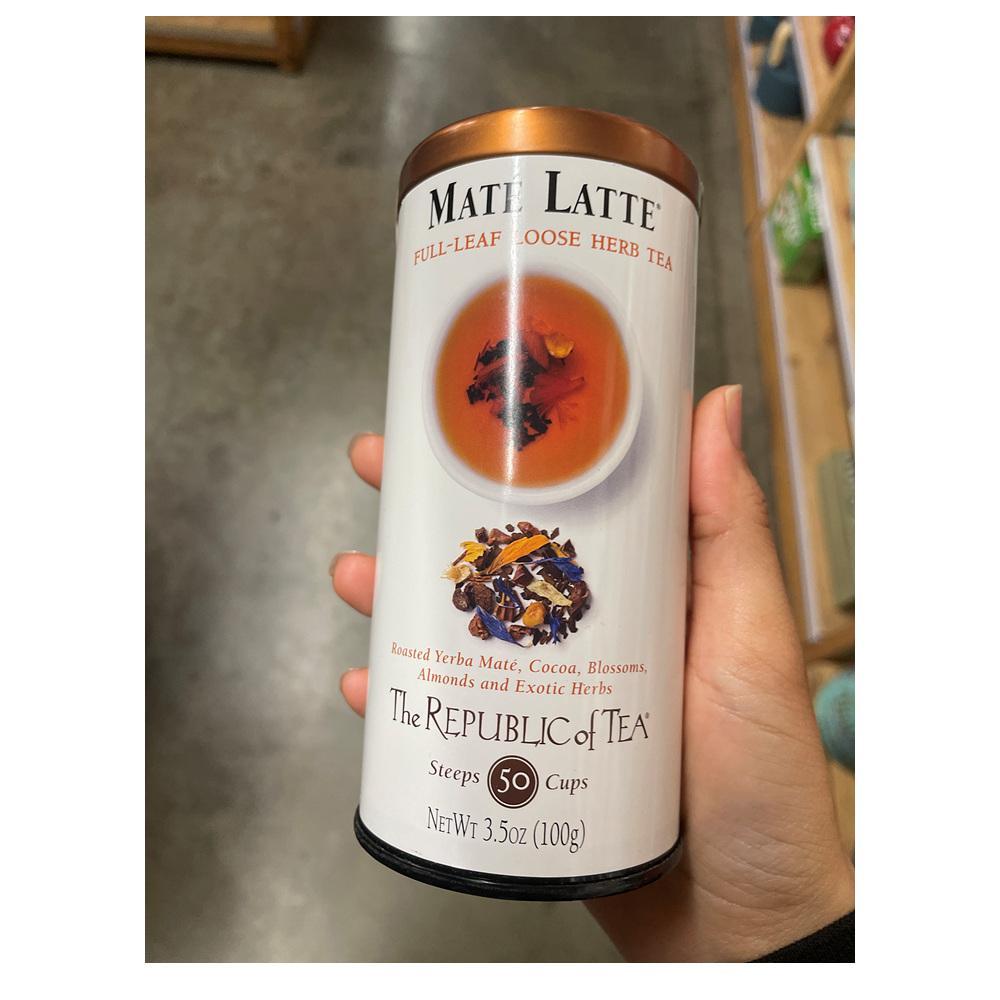 MATE LATTE®
FULL-LEAF LOOSE HERB TEA
Roasted Yerba Maté, Cocoa, Blossoms,
Almonds and Exotic Herbs
The REPUBLIC of TEA®
Steeps 50 Cups
NETWT 3.5OZ (100g)